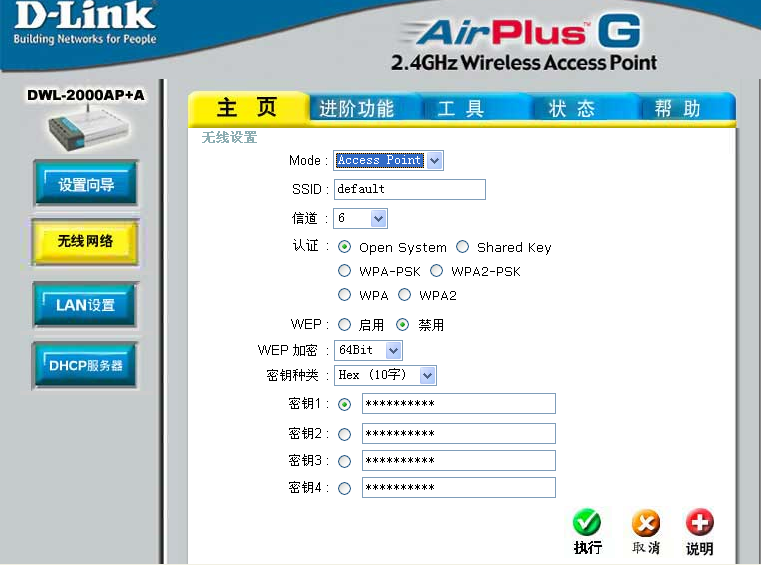 D-Link
Building Networks for People
AirPlus™ G
2.4GHz Wireless Access Point
DWL-2000AP+A
主页 进阶功能 工具 状态 帮助
设置向导
无线网络
LAN设置
DHCP服务器
无线设置
Mode : Access Point
SSID : default
信道 : 6
认证 : Open System Shared Key
WPA-PSK WPA2-PSK
WPA WPA2
WEP : 启用 禁用
WEP 加密 : 64Bit
密钥种类 : Hex (10字)
密钥1 : **********
密钥2 : **********
密钥3 : **********
密钥4 : **********
执行 取消 说明